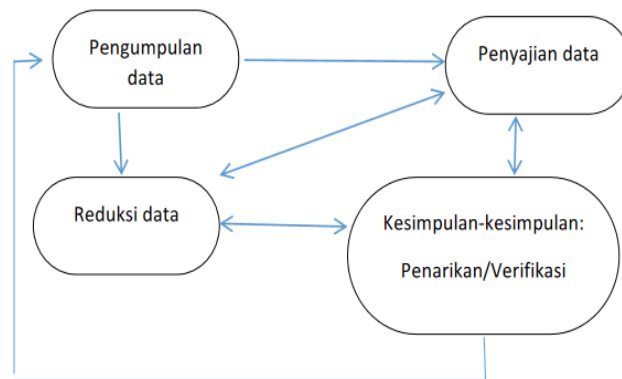 Pengumpulan
data
Penyajian data
Reduksi data
Kesimpulan-kesimpulan:
Penarikan/Verifikasi